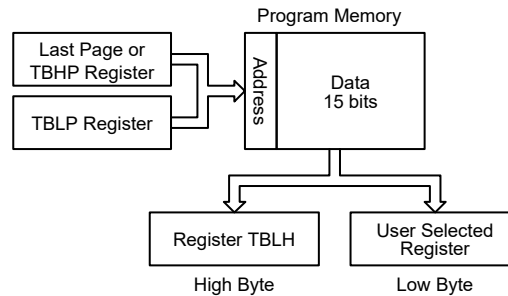 Program Memory
Last Page or
TBHP Register
TBLP Register
Address
Data
15 bits
Register TBLH
User Selected
Register
High Byte
Low Byte